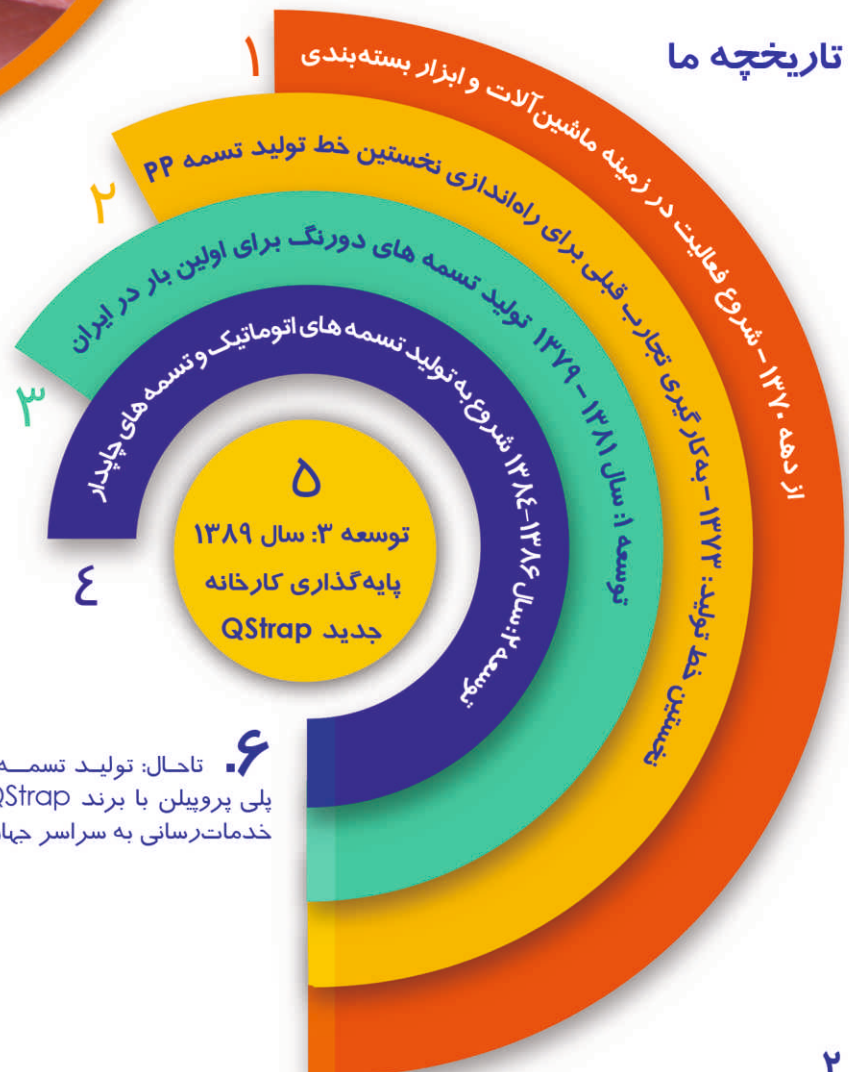 تاریخچه ما
۱
از دهه ۱۳۷۰ – شروع فعالیت در زمینه ماشین‌آلات و ابزار بسته‌بندی
۲
نخستین خط تولید: ۱۳۷۳ – به‌کارگیری تجارب قبلی برای راه‌اندازی نخستین خط تولید تسمه PP
۳
توسعه ۱: سال ۱۳۸۱ – ۱۳۷۹ تولید تسمه های دورنگ برای اولین بار در ایران
٤
توسعه ۲: سال ۱۳۸۶–۱۳۸٤ شروع به تولید تسمه های اتوماتیک و تسمه های چاپدار
۵
توسعه ۳: سال ۱۳۸۹
پایه‌گذاری کارخانه
جدید QStrap
۶. تاحال: تولید تسمه
پلی پروپیلن با برند QStrap
خدمات‌رسانی به سراسر
۲